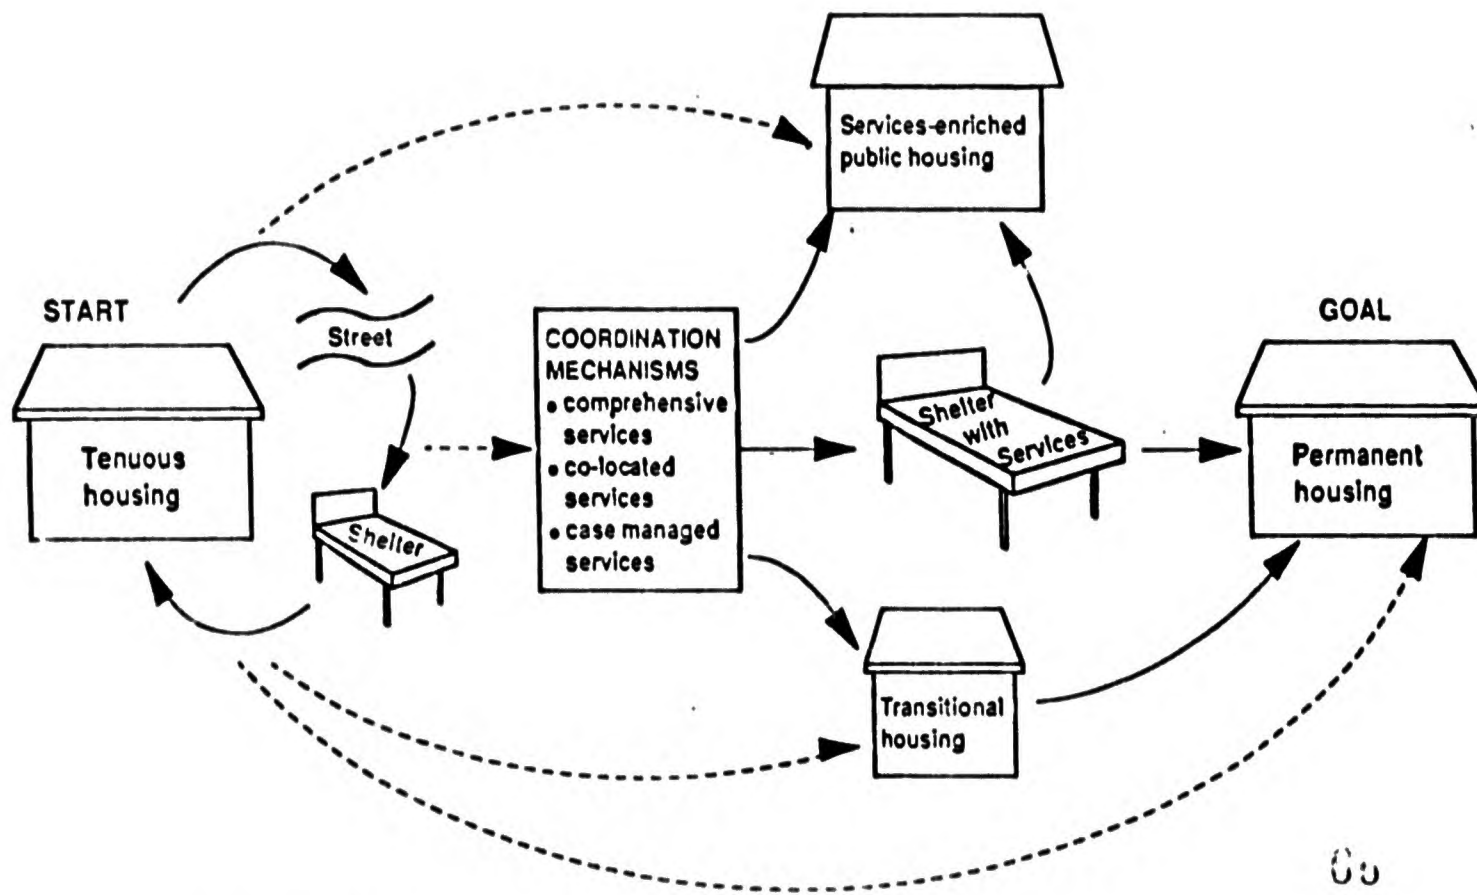 Services-enriched
public housing
START
Tenuous
housing
Street
Shelter
COORDINATION
MECHANISMS
• comprehensive
services
• co-located
services
• case managed
services
Shelter
with
Services
GOAL
Permanent
housing
Transitional
housing